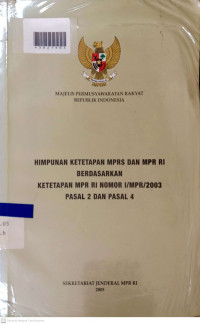 MAJELIS PERMUSYAWARATAN RAKYAT
REPUBLIK INDONESIA
HIMPUNAN KETETAPAN MPRS DAN MPR RI
BERDASARKAN
KETETAPAN MPR RI NOMOR I/MPR/2003
PASAL 2 DAN PASAL 4
SEKRETARIAT JENDERAL MPR RI
2005